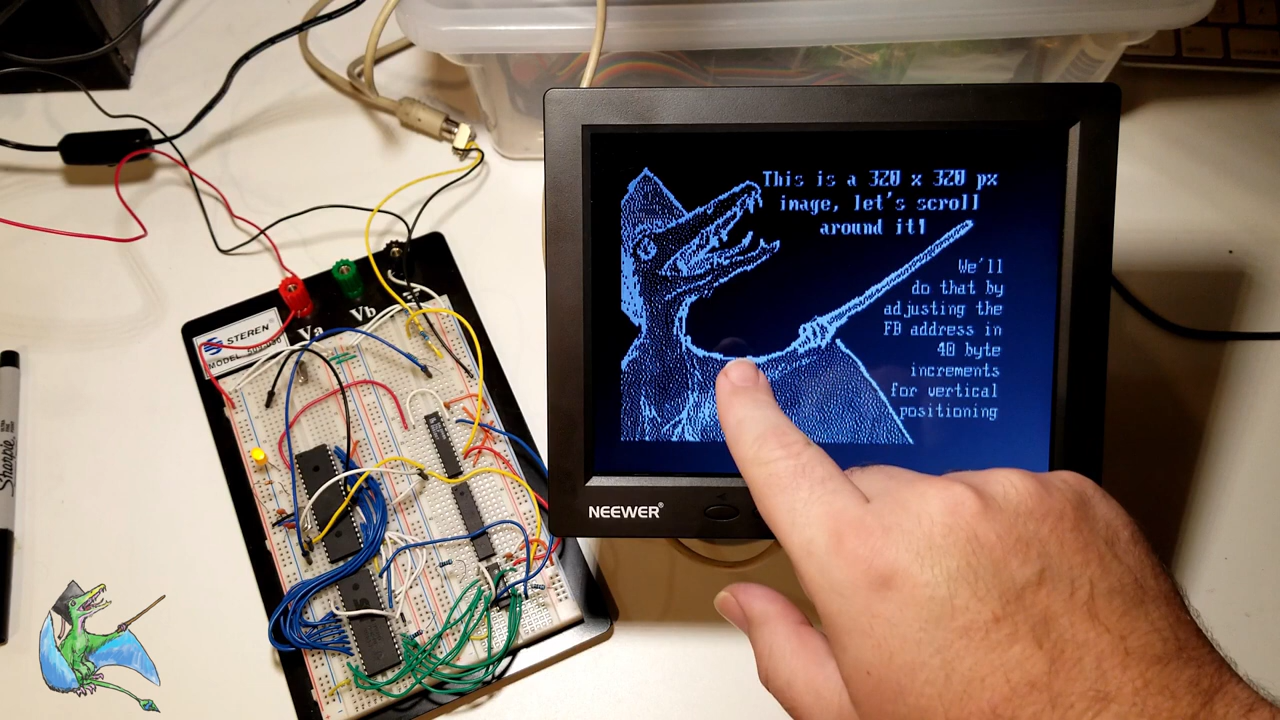 This is a 320 x 320 px
image, let's scroll
around it!
We'll
do that by
adjusting the
FB address in
40 byte
increments
for vertical
positioning
NEEWER®
STEREN
Va
Vb
Sharpie